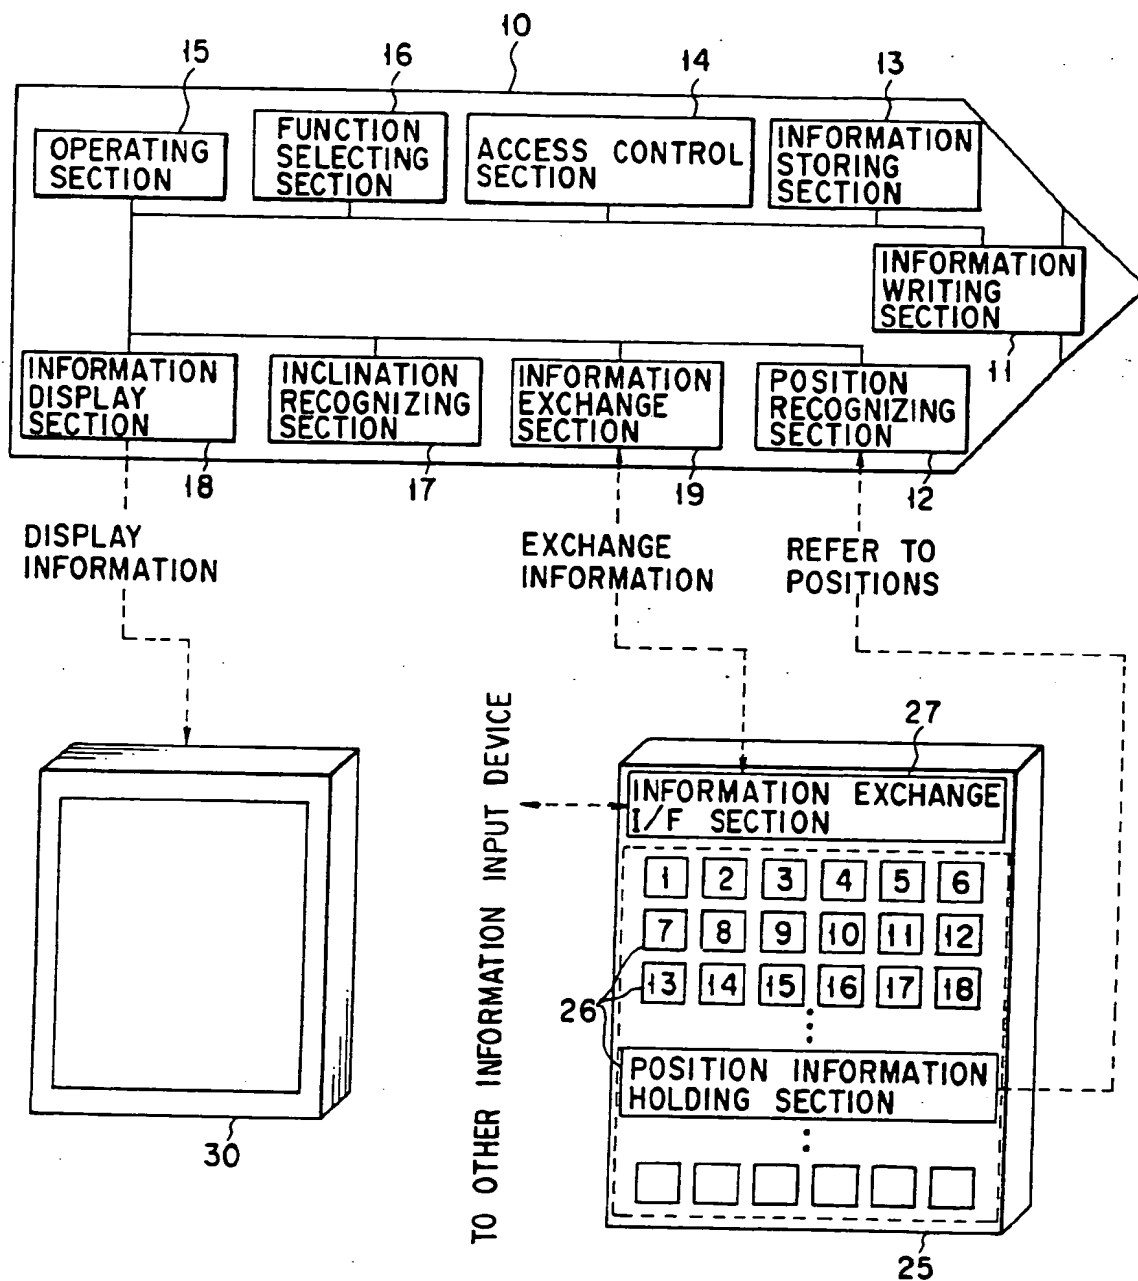 10
15
16
14
13
OPERATING
SECTION
FUNCTION
SELECTING
SECTION
ACCESS CONTROL
SECTION
INFORMATION
STORING
SECTION
INFORMATION
WRITING
SECTION
11
INFORMATION
DISPLAY
SECTION
INCLINATION
RECOGNIZING
SECTION
INFORMATION
EXCHANGE
SECTION
POSITION
RECOGNIZING
SECTION
18
17
19
12
DISPLAY
INFORMATION
EXCHANGE
INFORMATION
REFER TO
POSITIONS
30
TO OTHER INFORMATION INPUT DEVICE
27
INFORMATION EXCHANGE
I/F SECTION
1 2 3 4 5 6
7 8 9 10 11 12
13 14 15 16 17 18
26
POSITION INFORMATION
HOLDING SECTION
25